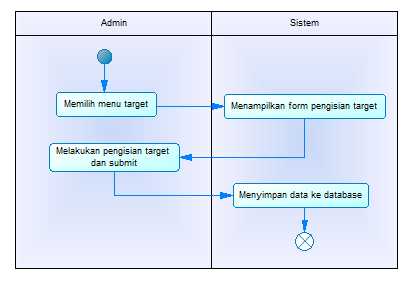 Admin
Sistem
Memilih menu target
Menampilkan form pengisian target
Melakukan pengisian target
dan submit
Menyimpan data ke database